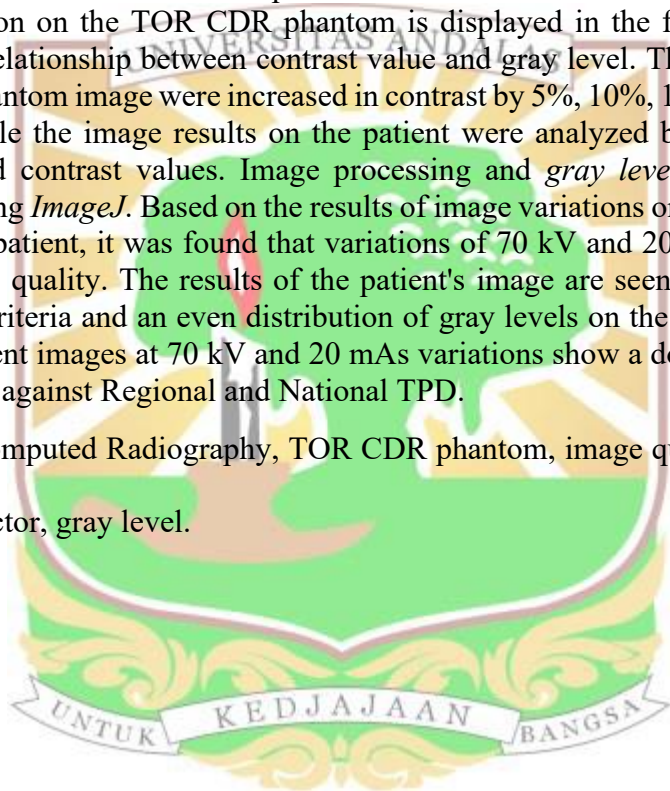 on on the TOR CDR phantom is displayed in the f
elationship between contrast value and gray level. Th
antom image were increased in contrast by 5%, 10%, 1
le the image results on the patient were analyzed b
d contrast values. Image processing and gray leve
ng ImageJ. Based on the results of image variations o
patient, it was found that variations of 70 kV and 20
quality. The results of the patient's image are seen
riteria and an even distribution of gray levels on the
ent images at 70 kV and 20 mAs variations show a do
against Regional and National TPD.
mputed Radiography, TOR CDR phantom, image q
ctor, gray level.
UNIVERSITAS ANDALAS
UNTUK KEDJAJAAN BANGSA